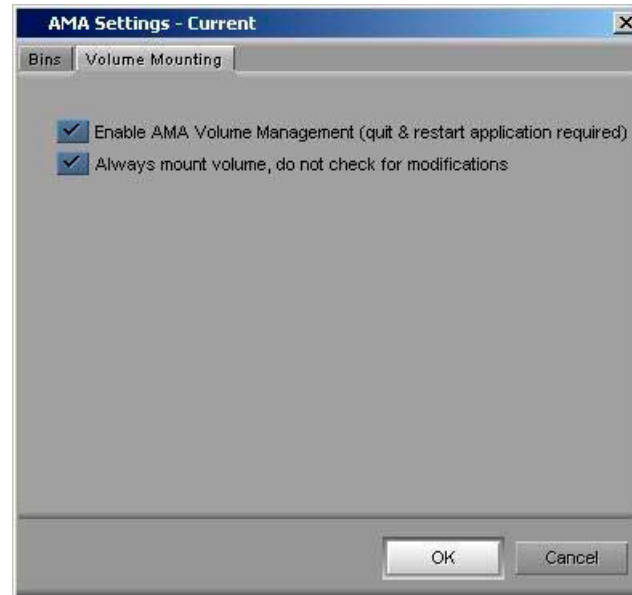 AMA Settings - Current
Bins
Volume Mounting
Enable AMA Volume Management (quit & restart application required)
Always mount volume, do not check for modifications
OK
Cancel